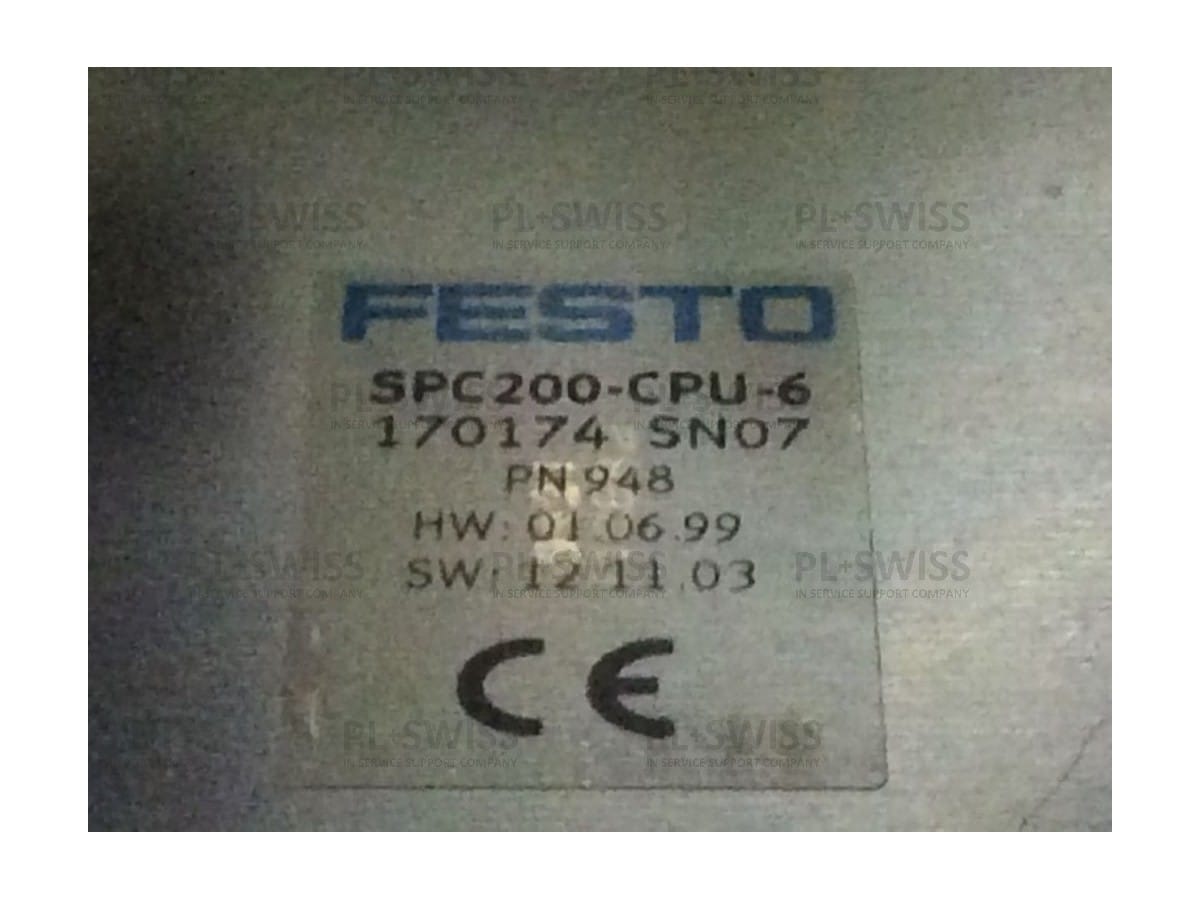 FESTO
SPC200-CPU-6
170174 SN07
PN 948
HW: 01.06.99
SW: 12.11.03
CE
PL+SWISS
IN SERVICE SUPPORT COMPANY